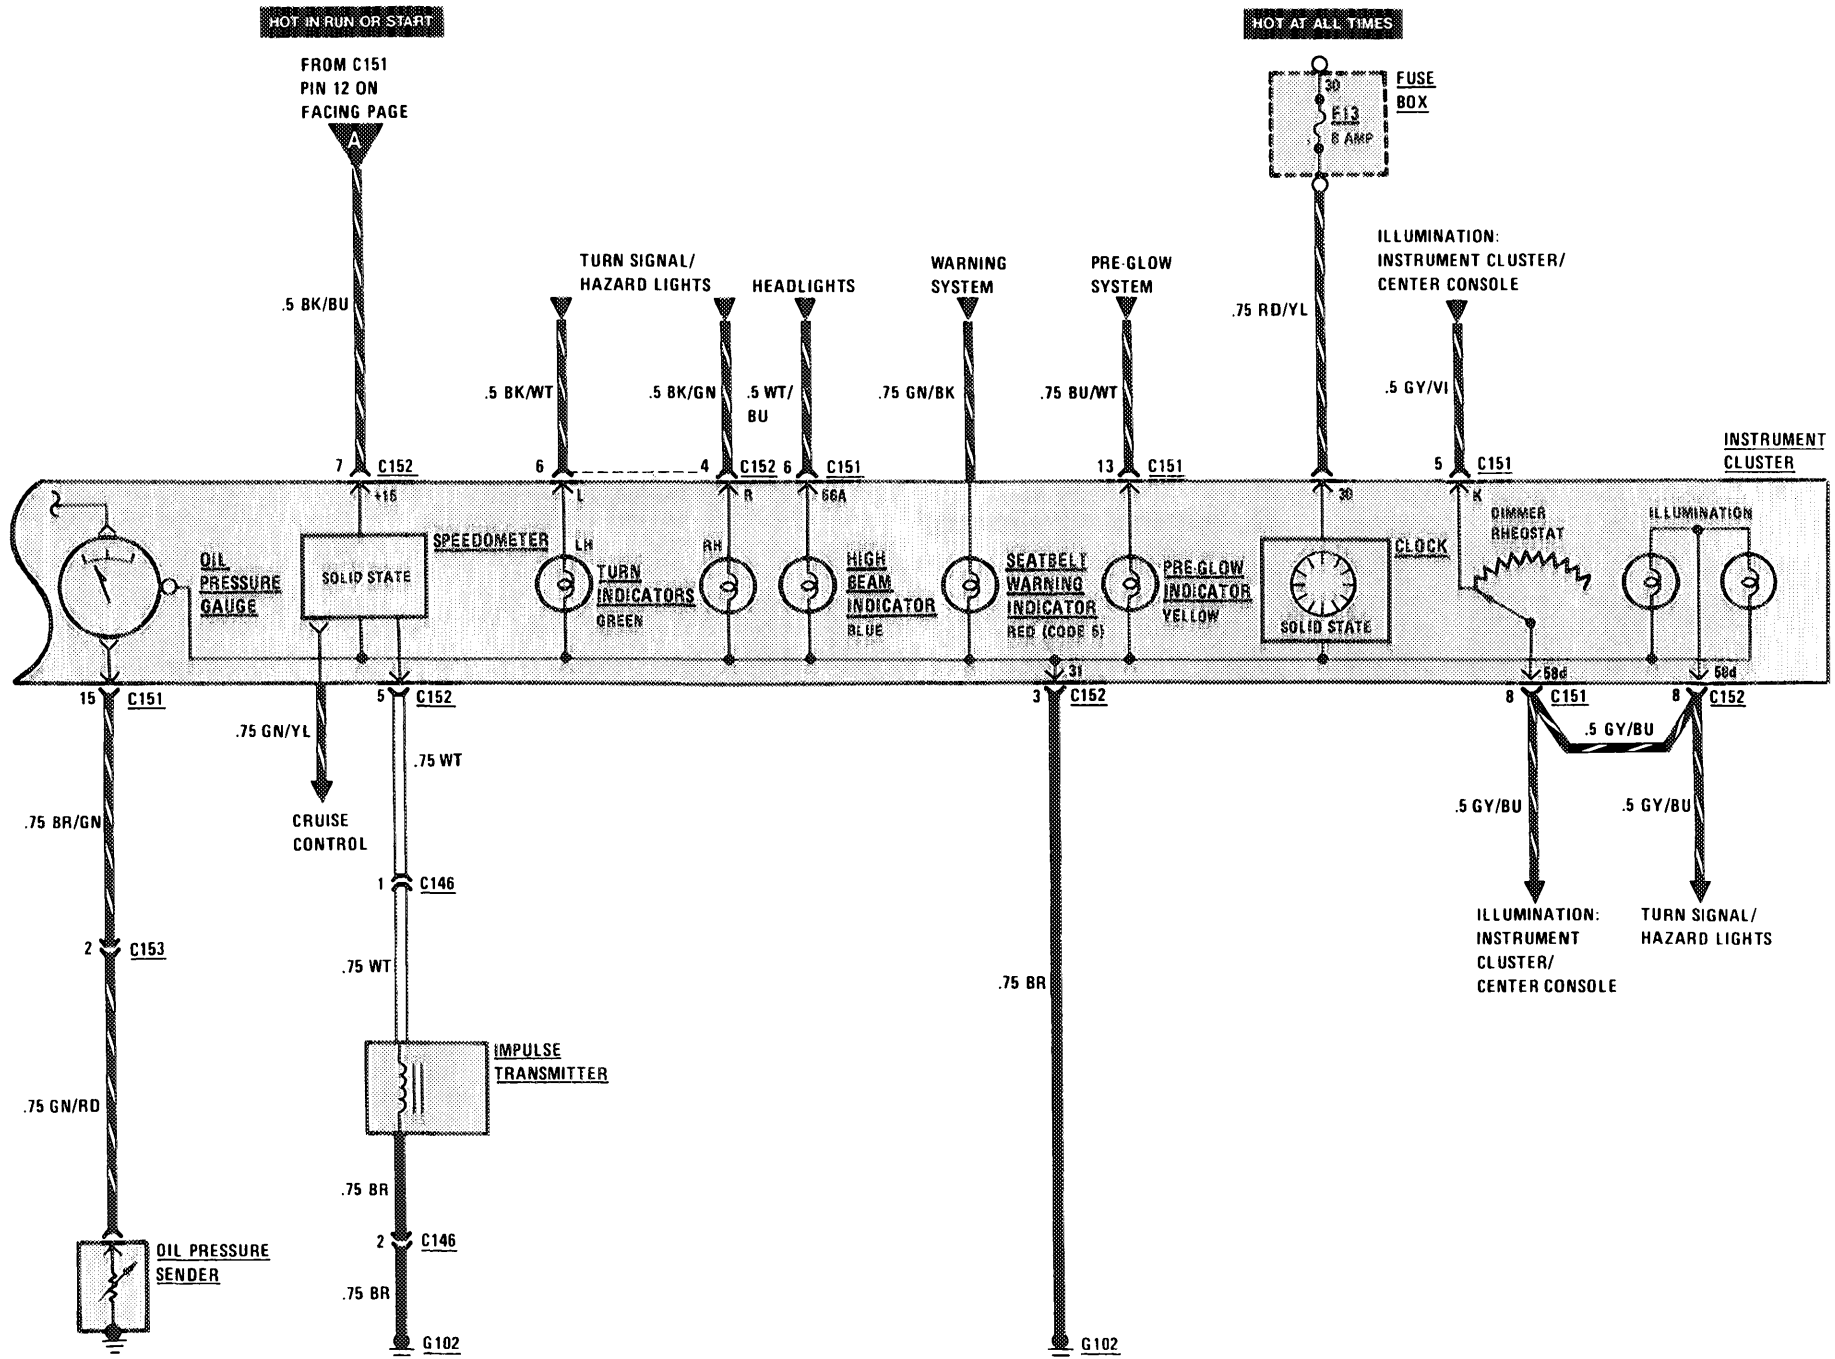 HOT IN RUN OR START
HOT AT ALL TIMES
FROM C151
PIN 12 ON
FACING PAGE
A
30
F13
8 AMP
FUSE
BOX
.5 BK/BU
TURN SIGNAL/
HAZARD LIGHTS
HEADLIGHTS
WARNING
SYSTEM
PRE-GLOW
SYSTEM
.75 RD/YL
ILLUMINATION:
INSTRUMENT CLUSTER/
CENTER CONSOLE
.5 BK/WT
.5 BK/GN
.5 WT/
BU
.75 GN/BK
.75 BU/WT
.5 GY/VI
INSTRUMENT
CLUSTER
7 C152
6
4 C152
6 C151
13 C151
5 C151
+15
L
R
66A
30
K
OIL
PRESSURE
GAUGE
SPEEDOMETER
SOLID STATE
LH
TURN
INDICATORS
GREEN
RH
HIGH
BEAM
INDICATOR
BLUE
SEATBELT
WARNING
INDICATOR
RED (CODE 6)
PRE-GLOW
INDICATOR
YELLOW
CLOCK
SOLID STATE
DIMMER
RHEOSTAT
ILLUMINATION
31
58d
58d
15 C151
5 C152
3 C152
8 C151
8 C152
.75 GN/YL
.75 WT
.5 GY/BU
.75 BR/GN
CRUISE
CONTROL
.5 GY/BU
.5 GY/BU
1 C146
2 C153
ILLUMINATION:
INSTRUMENT
CLUSTER/
CENTER CONSOLE
TURN SIGNAL/
HAZARD LIGHTS
.75 WT
.75 BR
IMPULSE
TRANSMITTER
.75 GN/RD
.75 BR
2 C146
OIL PRESSURE
SENDER
.75 BR
G102
G102